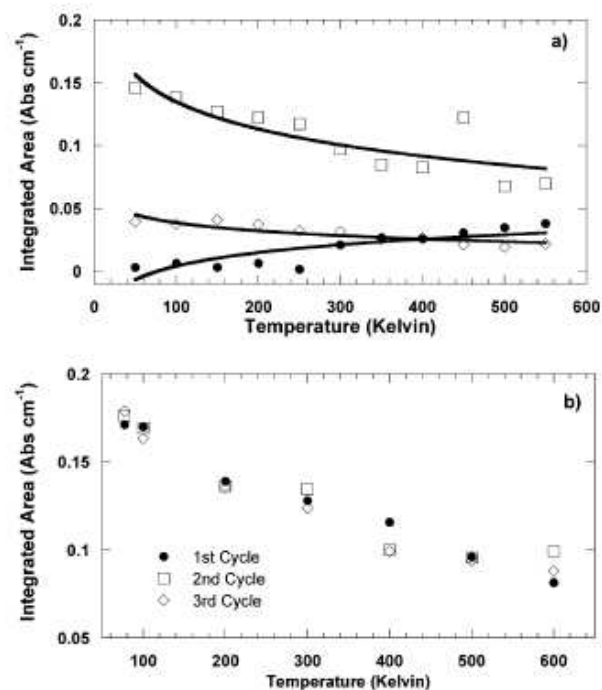 a)
Integrated Area (Abs cm-1)
0.2
0.15
0.1
0.05
0
0 100 200 300 400 500 600
Temperature (Kelvin)
b)
Integrated Area (Abs cm-1)
0.2
0.15
0.1
0.05
1st Cycle
2nd Cycle
3rd Cycle
100 200 300 400 500 600
Temperature (Kelvin)